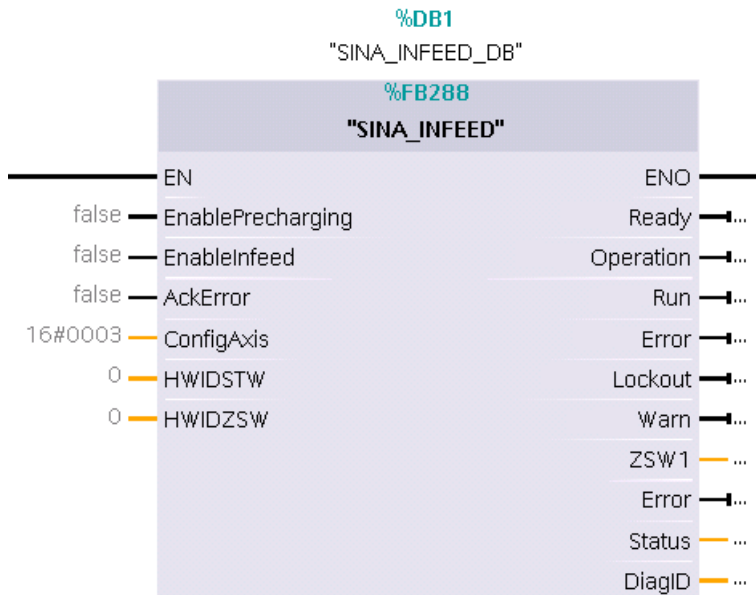 %DB1
"SINA_INFEED_DB"
%FB288
"SINA_INFEED"
EN ENO
false EnablePrecharging Ready ...
false EnableInfeed Operation ...
false AckError Run ...
16#0003 ConfigAxis Error ...
0 HWIDSTW Lockout ...
0 HWIDZSW Warn ...
ZSW1 ...
Error ...
Status ...
DiagID ...